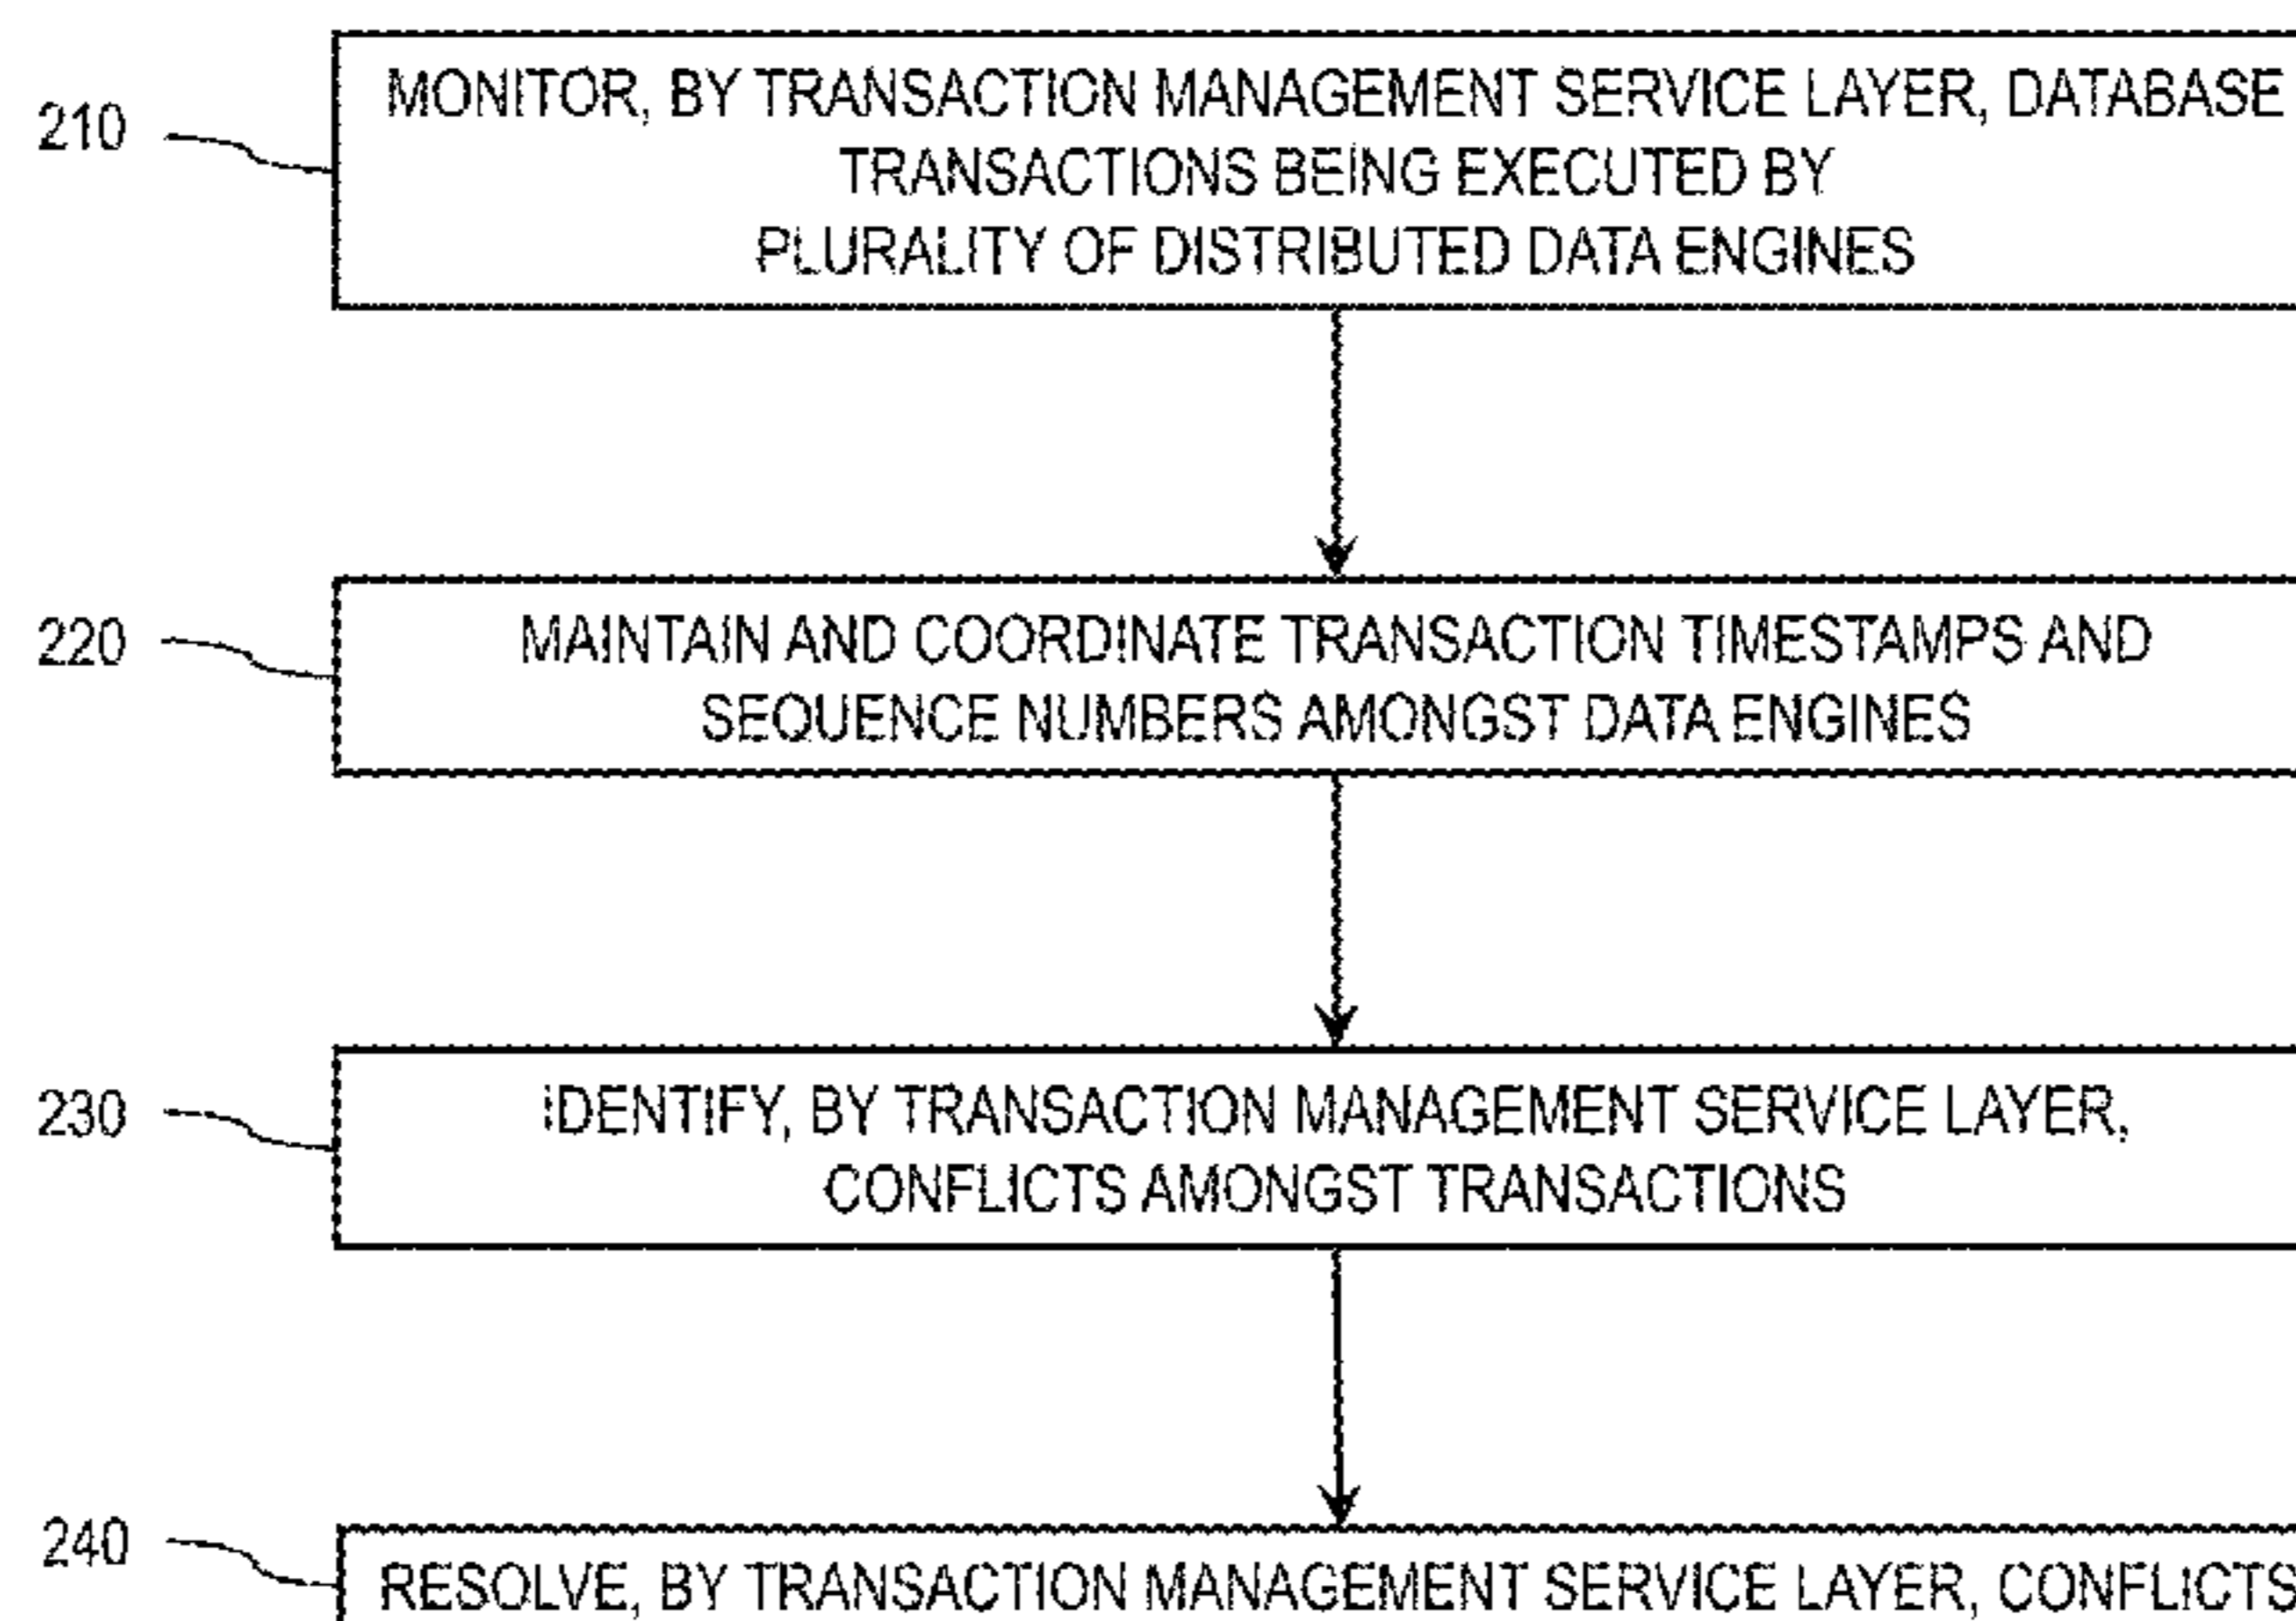 210
MONITOR, BY TRANSACTION MANAGEMENT SERVICE LAYER, DATABASE
TRANSACTIONS BEING EXECUTED BY
PLURALITY OF DISTRIBUTED DATA ENGINES
220
MAINTAIN AND COORDINATE TRANSACTION TIMESTAMPS AND
SEQUENCE NUMBERS AMONGST DATA ENGINES
230
IDENTIFY, BY TRANSACTION MANAGEMENT SERVICE LAYER,
CONFLICTS AMONGST TRANSACTIONS
240
RESOLVE, BY TRANSACTION MANAGEMENT SERVICE LAYER, CONFLICTS